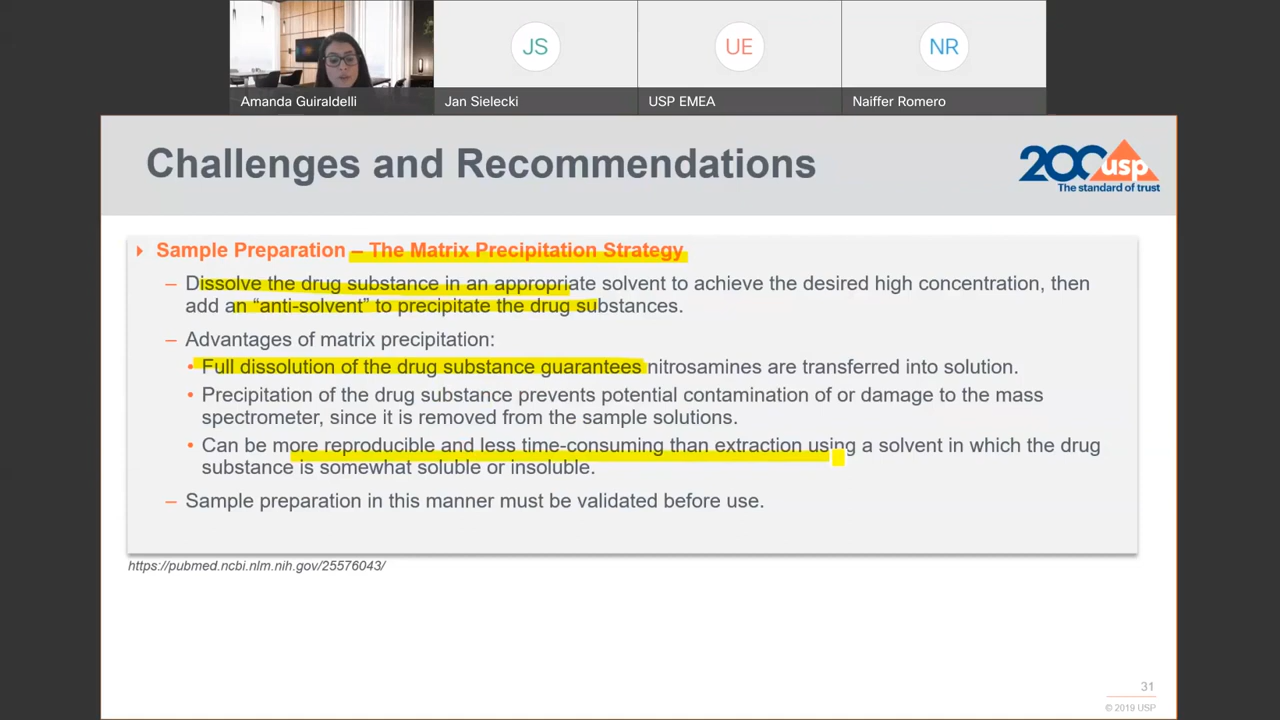 JS
UE
NR
Amanda Guiraldelli
Jan Sielecki
USP EMEA
Naiffer Romero
Challenges and Recommendations
200 usp
The standard of trust
Sample Preparation – The Matrix Precipitation Strategy
– Dissolve the drug substance in an appropriate solvent to achieve the desired high concentration, then
add an “anti-solvent” to precipitate the drug substances.
– Advantages of matrix precipitation:
• Full dissolution of the drug substance guarantees nitrosamines are transferred into solution.
• Precipitation of the drug substance prevents potential contamination of or damage to the mass
spectrometer, since it is removed from the sample solutions.
• Can be more reproducible and less time-consuming than extraction using a solvent in which the drug
substance is somewhat soluble or insoluble.
– Sample preparation in this manner must be validated before use.
https://pubmed.ncbi.nlm.nih.gov/25576043/
31
© 2019 USP